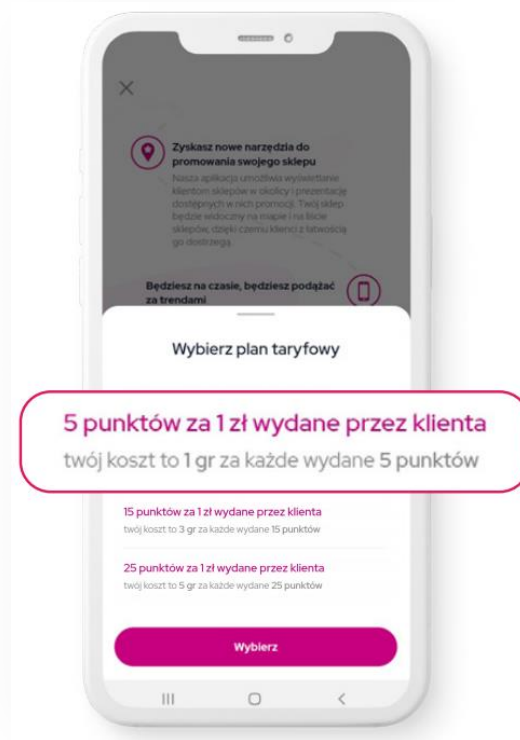 Zyskasz nowe narzędzia do
promowania swojego sklepu
Nasza aplikacja umożliwia wyświetlanie
klientom sklepów w okolicy i prezentację
dostępnych w nich promocji. Twój sklep
będzie widoczny na mapie i na liście
sklepów, dzięki czemu klienci z łatwością
go dostrzegą.
Będziesz na czasie, będziesz podążać
za trendami
Wybierz plan taryfowy
5 punktów za 1 zł wydane przez klienta
twój koszt to 1 gr za każde wydane 5 punktów
15 punktów za 1 zł wydane przez klienta
twój koszt to 3 gr za każde wydane 15 punktów
25 punktów za 1 zł wydane przez klienta
twój koszt to 5 gr za każde wydane 25 punktów
Wybierz